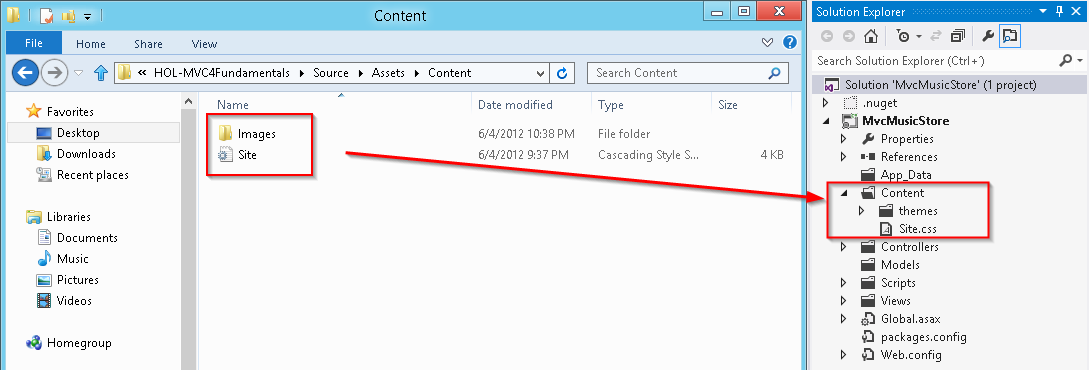 Content
File Home Share View
HOL-MVC4Fundamentals Source Assets Content
Search Content
Favorites
Desktop
Downloads
Recent places
Libraries
Documents
Music
Pictures
Videos
Homegroup
Name Date modified Type Size
Images 6/4/2012 10:38 PM File folder
Site 6/4/2012 9:37 PM Cascading Style S... 4 KB
Solution Explorer
Search Solution Explorer (Ctrl+´)
Solution 'MvcMusicStore' (1 project)
.nuget
MvcMusicStore
Properties
References
App_Data
Content
themes
Site.css
Controllers
Models
Scripts
Views
Global.asax
packages.config
Web.config